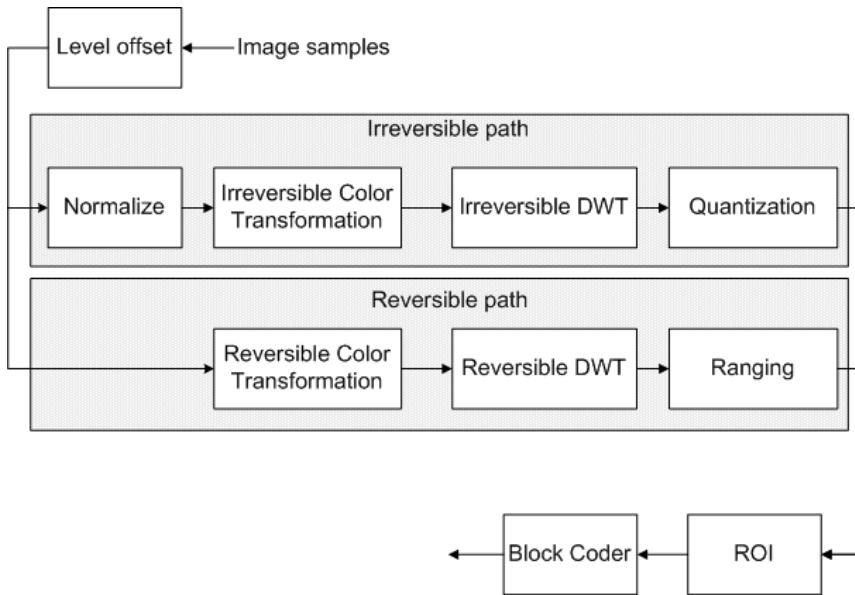 Level offset
Image samples
Irreversible path
Normalize
Irreversible Color
Transformation
Irreversible DWT
Quantization
Reversible path
Reversible Color
Transformation
Reversible DWT
Ranging
Block Coder
ROI